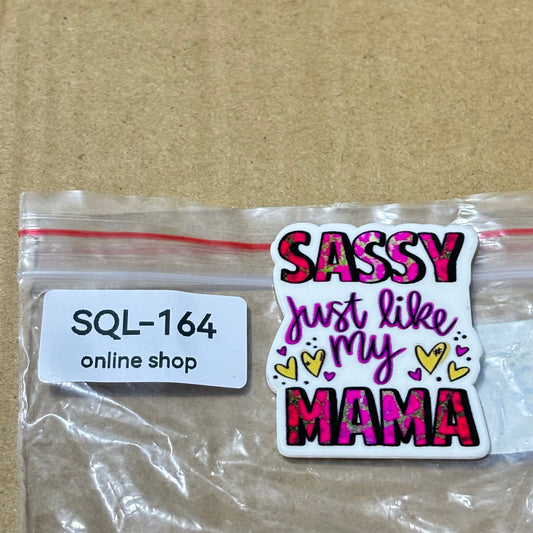 SQL-164
online shop
SASSY
just like
my
MAMA